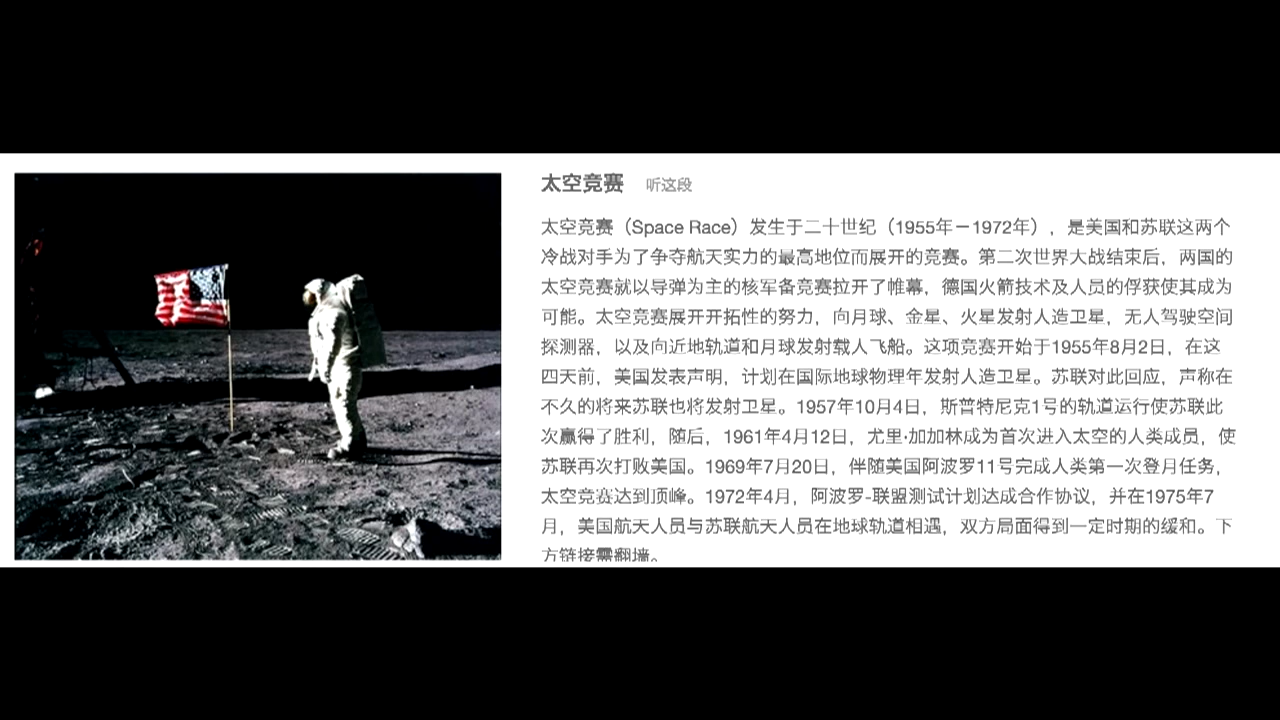 太空竞赛 听这段
太空竞赛（Space Race）发生于二十世纪（1955年－1972年），是美国和苏联这两个
冷战对手为了争夺航天实力的最高地位而展开的竞赛。第二次世界大战结束后，两国的
太空竞赛就以导弹为主的核军备竞赛拉开了帷幕，德国火箭技术及人员的俘获使其成为
可能。太空竞赛展开开拓性的努力，向月球、金星、火星发射人造卫星，无人驾驶空间
探测器，以及向近地轨道和月球发射载人飞船。这项竞赛开始于1955年8月2日，在这
四天前，美国发表声明，计划在国际地球物理年发射人造卫星。苏联对此回应，声称在
不久的将来苏联也将发射卫星。1957年10月4日，斯普特尼克1号的轨道运行使苏联此
次赢得了胜利，随后，1961年4月12日，尤里·加加林成为首次进入太空的人类成员，使
苏联再次打败美国。1969年7月20日，伴随美国阿波罗11号完成人类第一次登月任务，
太空竞赛达到顶峰。1972年4月，阿波罗-联盟测试计划达成合作协议，并在1975年7
月，美国航天人员与苏联航天人员在地球轨道相遇，双方局面得到一定时期的缓和。下
方链接需翻墙。